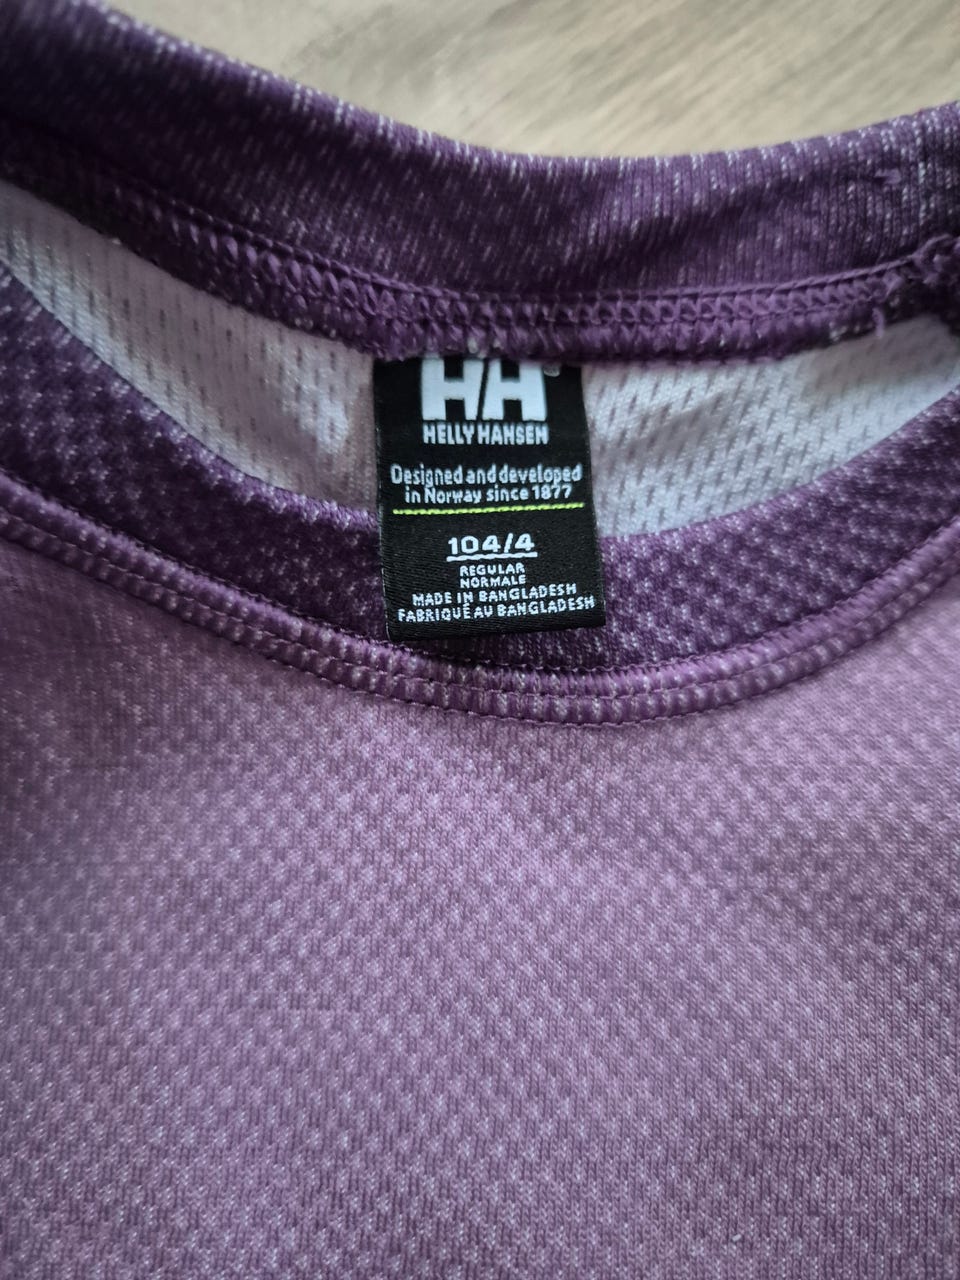 HH®
HELLY HANSEN
Designed and developed
in Norway since 1877
104/4
REGULAR
NORMALE
MADE IN BANGLADESH
FABRIQUÉ AU BANGLADESH